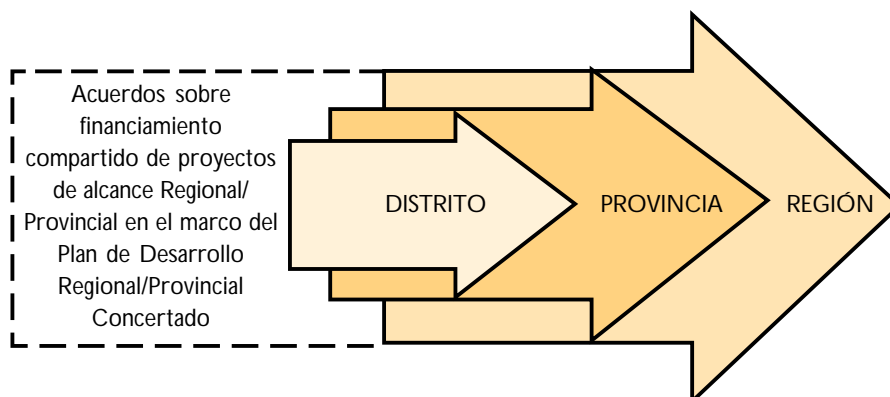 Acuerdos sobre
financiamiento
compartido de proyectos
de alcance Regional/
Provincial en el marco del
Plan de Desarrollo
Regional/Provincial
Concertado
DISTRITO
PROVINCIA
REGIÓN